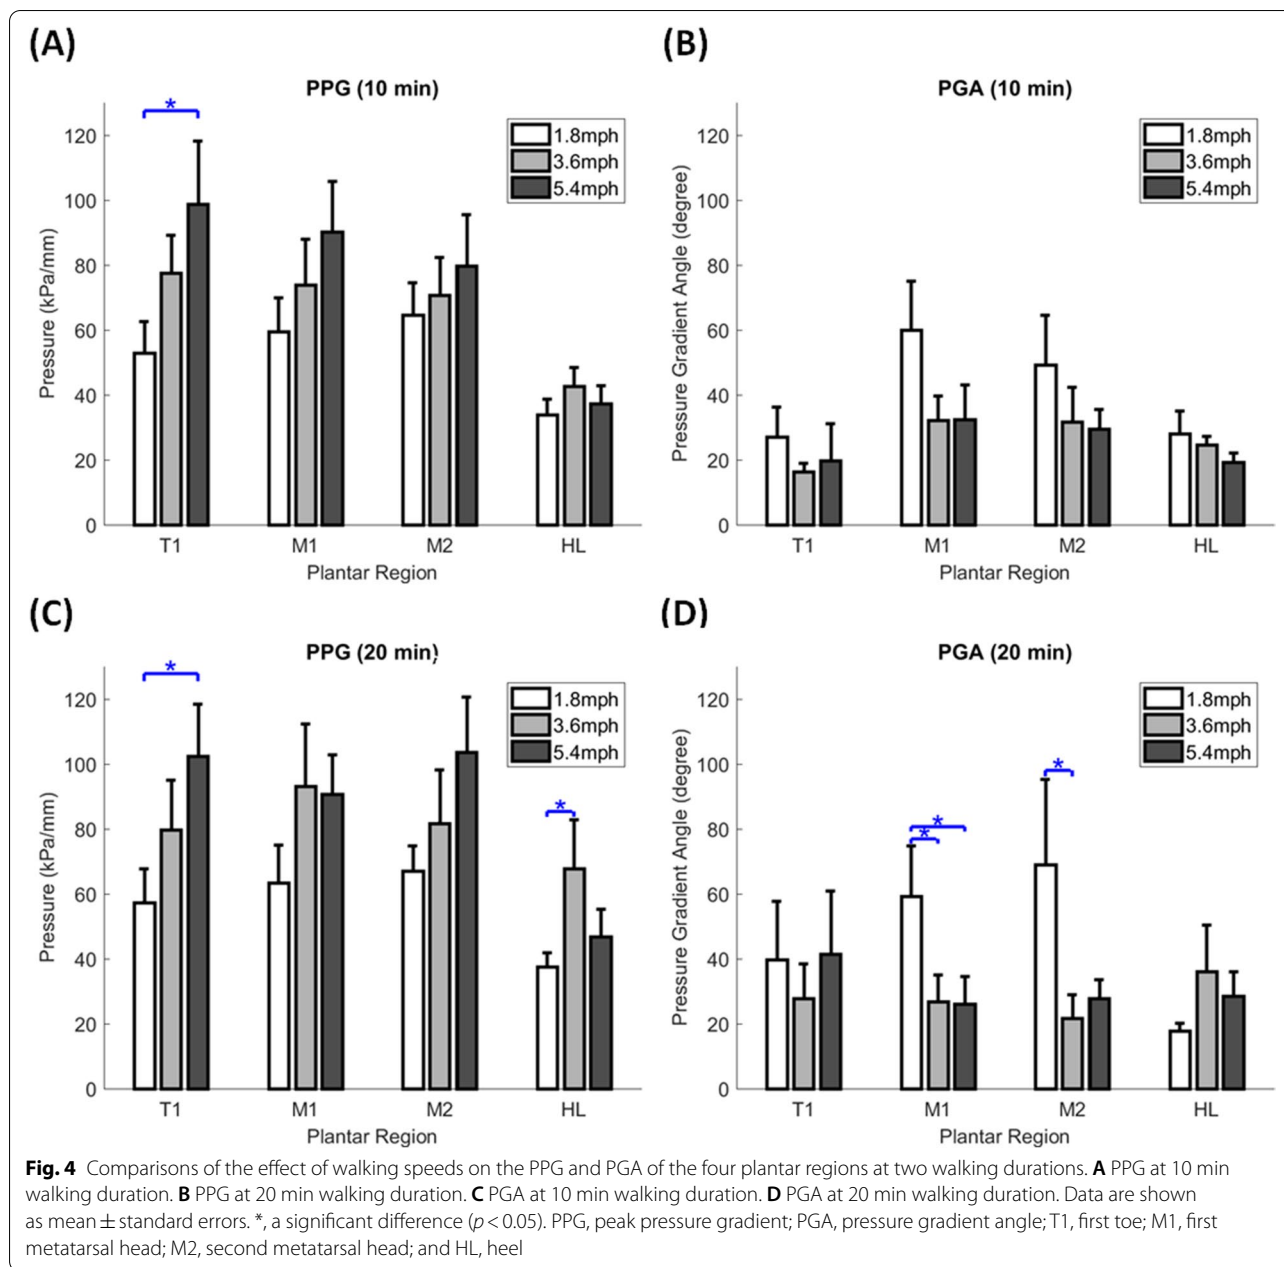 (A)
PPG (10 min)
*
1.8mph
3.6mph
5.4mph
Pressure (kPa/mm)
120
100
80
60
40
20
0
T1 M1 M2 HL
Plantar Region
(B)
PGA (10 min)
1.8mph
3.6mph
5.4mph
Pressure Gradient Angle (degree)
120
100
80
60
40
20
0
T1 M1 M2 HL
Plantar Region
(C)
PPG (20 min)
*
*
1.8mph
3.6mph
5.4mph
Pressure (kPa/mm)
120
100
80
60
40
20
0
T1 M1 M2 HL
Plantar Region
(D)
PGA (20 min)
*
*
*
1.8mph
3.6mph
5.4mph
Pressure Gradient Angle (degree)
120
100
80
60
40
20
0
T1 M1 M2 HL
Plantar Region
Fig. 4 Comparisons of the effect of walking speeds on the PPG and PGA of the four plantar regions at two walking durations. A PPG at 10 min
walking duration. B PPG at 20 min walking duration. C PGA at 10 min walking duration. D PGA at 20 min walking duration. Data are shown
as mean ± standard errors. *, a significant difference (p < 0.05). PPG, peak pressure gradient; PGA, pressure gradient angle; T1, first toe; M1, first
metatarsal head; M2, second metatarsal head; and HL, heel